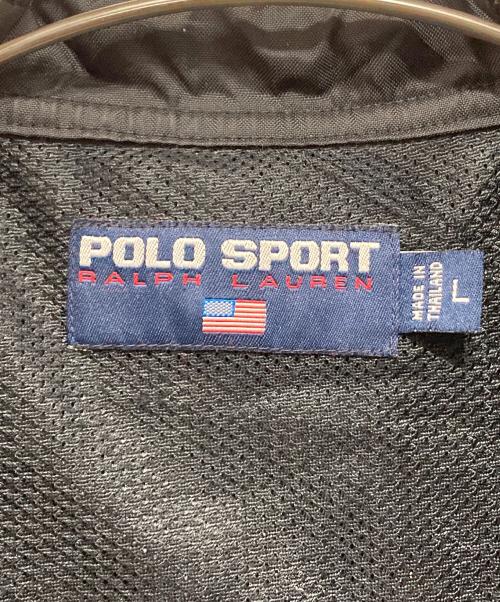 POLO SPORT
RALPH LAUREN
MADE IN
THAILAND
L